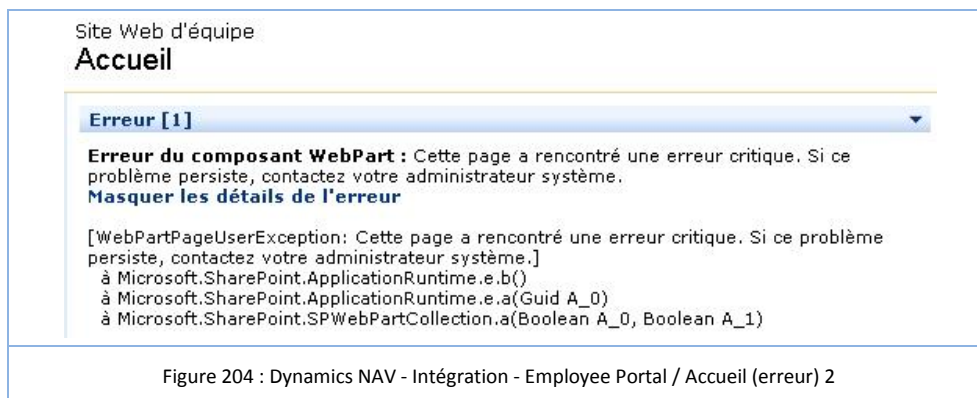 Site Web d'équipe
Accueil
Erreur [1]
Erreur du composant WebPart : Cette page a rencontré une erreur critique. Si ce
problème persiste, contactez votre administrateur système.
Masquer les détails de l'erreur
[WebPartPageUserException: Cette page a rencontré une erreur critique. Si ce problème
persiste, contactez votre administrateur système.]
à Microsoft.SharePoint.ApplicationRuntime.e.b()
à Microsoft.SharePoint.ApplicationRuntime.e.a(Guid A_0)
à Microsoft.SharePoint.SPWebPartCollection.a(Boolean A_0, Boolean A_1)
Figure 204 : Dynamics NAV - Intégration - Employee Portal / Accueil (erreur) 2